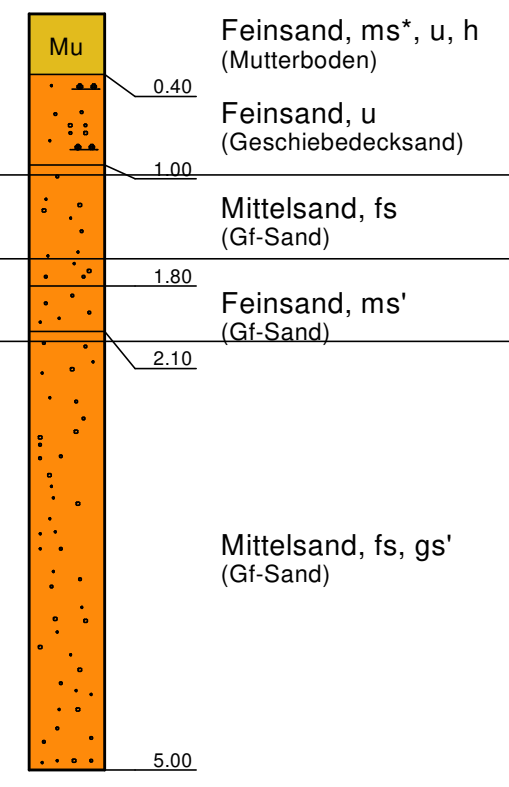 Mu
Feinsand, ms*, u, h
(Mutterboden)
0.40
Feinsand, u
(Geschiebedecksand)
1.00
Mittelsand, fs
(Gf-Sand)
1.80
Feinsand, ms'
(Gf-Sand)
2.10
Mittelsand, fs, gs'
(Gf-Sand)
5.00